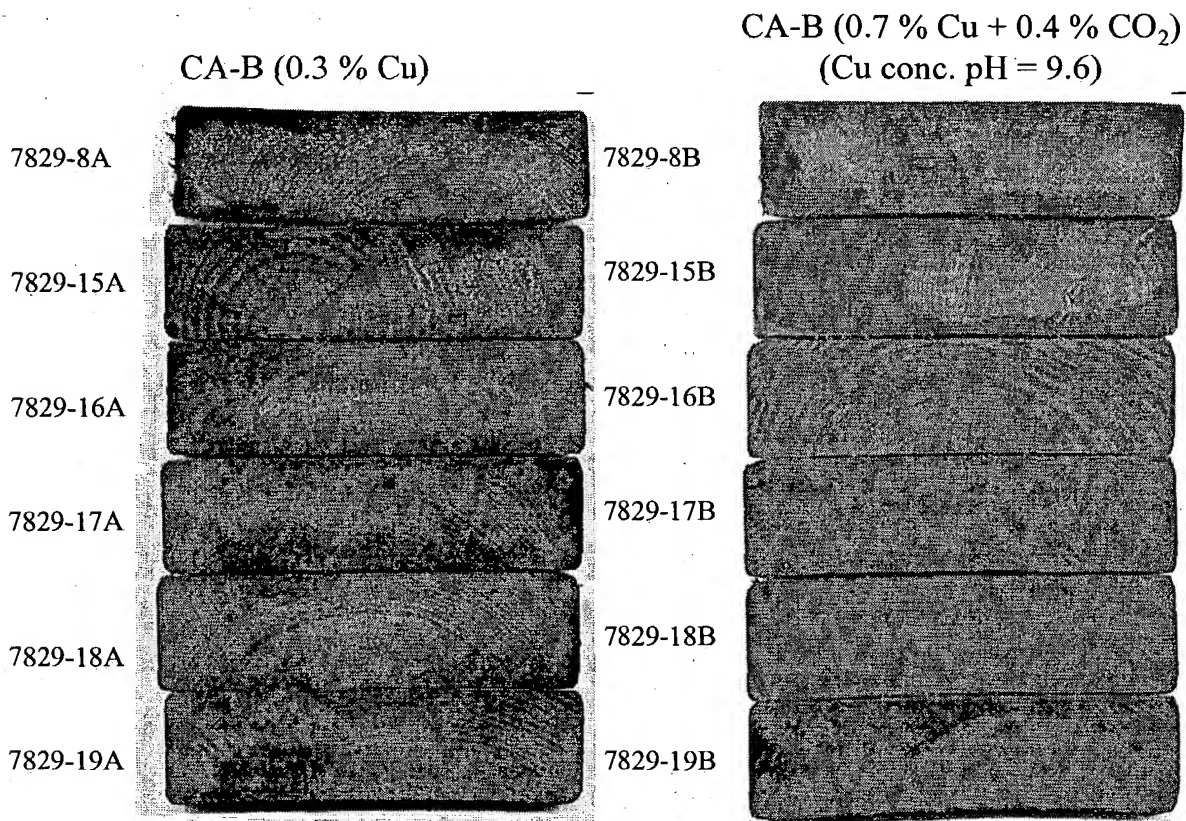 CA-B (0.3 % Cu)
7829-8A
7829-15A
7829-16A
7829-17A
7829-18A
7829-19A
CA-B (0.7 % Cu + 0.4 % CO₂)
(Cu conc. pH = 9.6)
7829-8B
7829-15B
7829-16B
7829-17B
7829-18B
7829-19B